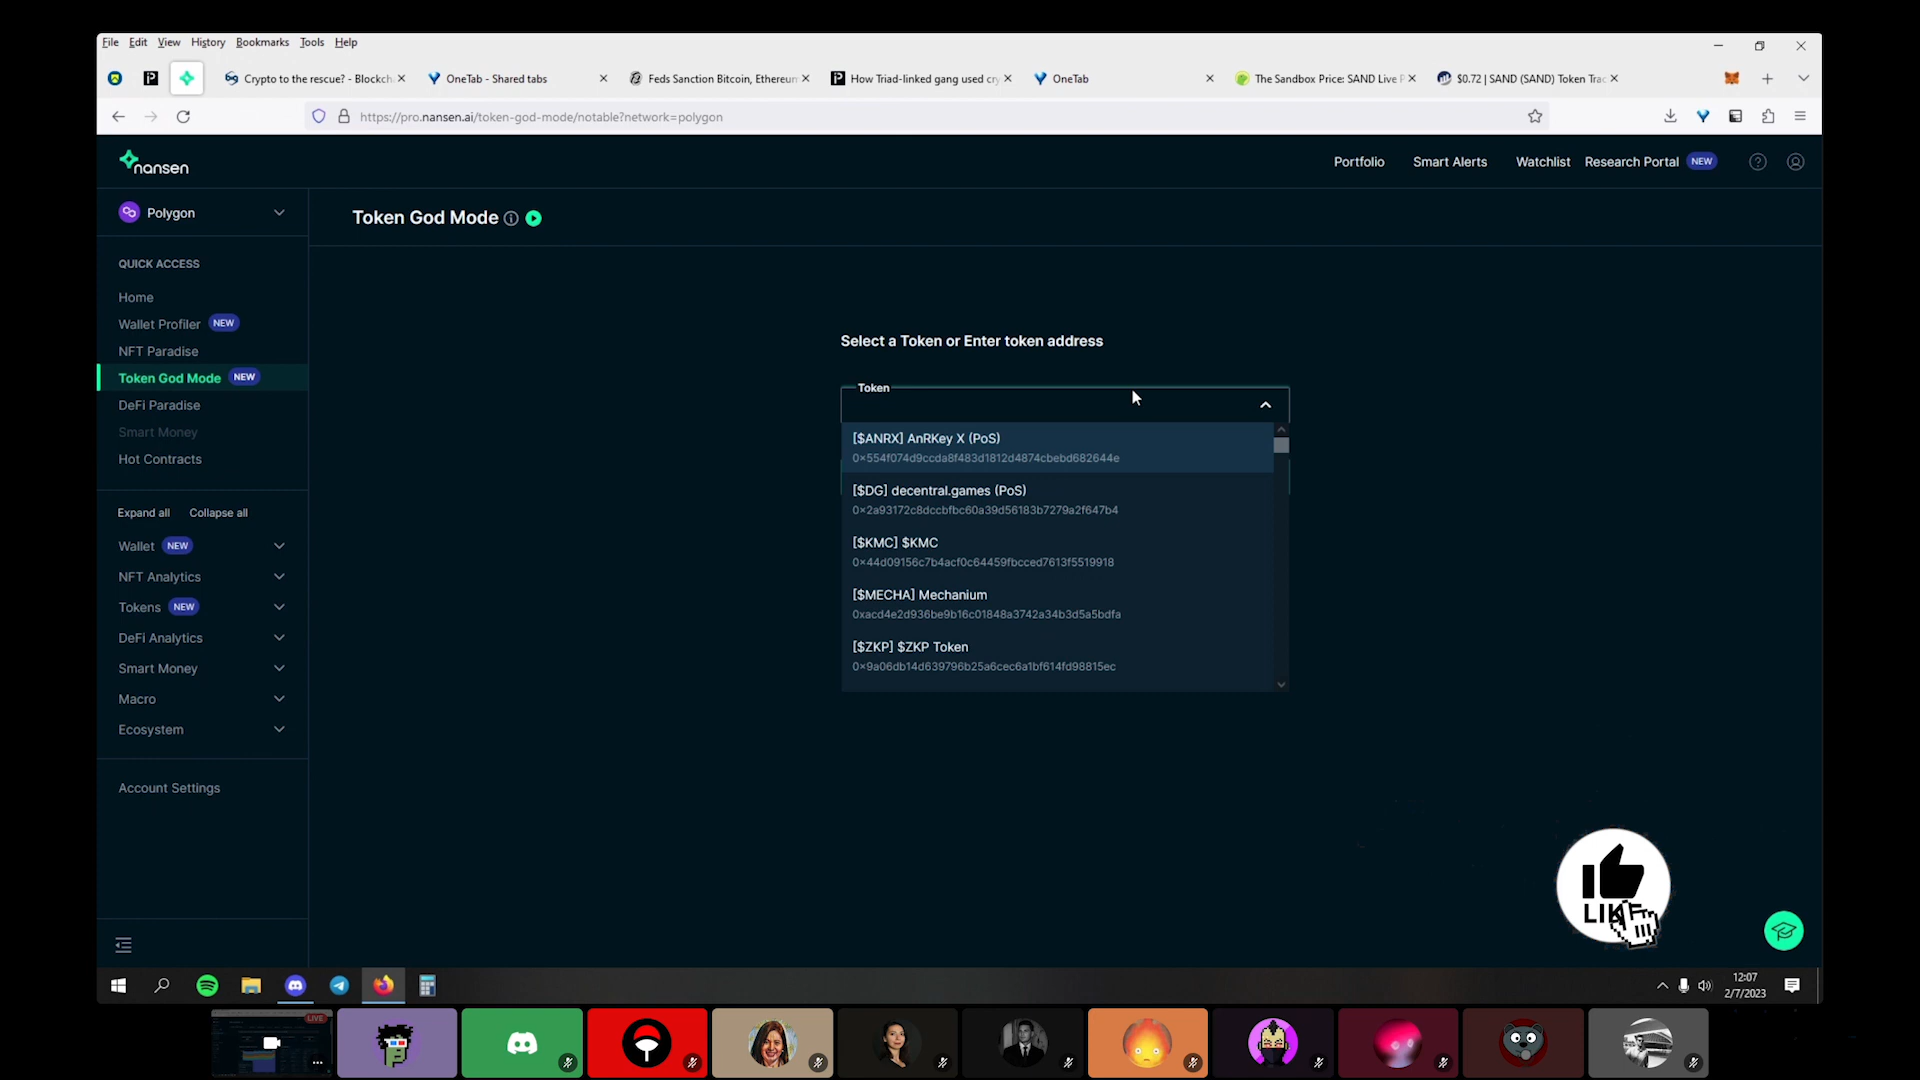 File Edit View History Bookmarks Tools Help
Crypto to the rescue? - Blockch
OneTab - Shared tabs
Feds Sanction Bitcoin, Ethereum
How Triad-linked gang used cry
OneTab
The Sandbox Price: SAND Live P
$0.72 | SAND (SAND) Token Trac
https://pro.nansen.ai/token-god-mode/notable?network=polygon
nansen
Portfolio Smart Alerts Watchlist Research Portal NEW
Polygon
Token God Mode
QUICK ACCESS
Home
Wallet Profiler NEW
NFT Paradise
Token God Mode NEW
DeFi Paradise
Smart Money
Hot Contracts
Expand all Collapse all
Wallet NEW
NFT Analytics
Tokens NEW
DeFi Analytics
Smart Money
Macro
Ecosystem
Account Settings
Select a Token or Enter token address
Token
[$ANRX] AnRKey X (PoS)
0x554f074d9ccda8f483d1812d4874cbebd682644e
[$DG] decentral.games (PoS)
0x2a93172c8dccbfbc60a39d56183b7279a2f647b4
[$KMC] $KMC
0x44d09156c7b4acf0c64459fbcced7613f5519918
[$MECHA] Mechanium
0xacd4e2d936be9b16c01848a3742a34b3d5a5bdfa
[$ZKP] $ZKP Token
0x9a06db14d639796b25a6cec6a1bf614fd98815ec
LIKE
12:07
2/7/2023
LIVE